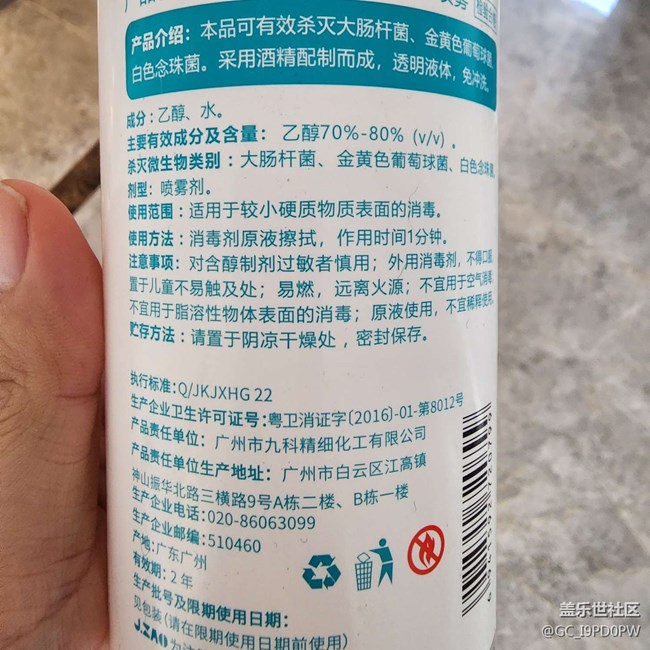 产品介绍：本品可有效杀灭大肠杆菌、金黄色葡萄球菌、
白色念珠菌。采用酒精配制而成，透明液体，免冲洗。
成分：乙醇、水。
主要有效成分及含量：乙醇70%-80%（v/v）。
杀灭微生物类别：大肠杆菌、金黄色葡萄球菌、白色念珠菌
剂型：喷雾剂。
使用范围：适用于较小硬质物质表面的消毒。
使用方法：消毒剂原液擦拭，作用时间1分钟。
注意事项：对含醇制剂过敏者慎用；外用消毒剂，不得口服
置于儿童不易触及处；易燃，远离火源；不宜用于空气消毒
不宜用于脂溶性物体表面的消毒；原液使用，不宜稀释使用。
贮存方法：请置于阴凉干燥处，密封保存。
执行标准:Q/JKJXHG 22
生产企业卫生许可证号:粤卫消证字〔2016〕-01-第8012号
产品责任单位：广州市九科精细化工有限公司
产品责任单位生产地址：广州市白云区江高镇
神山振华北路三横路9号A栋二楼、B栋一楼
生产企业电话:020-86063099
生产企业邮编：510460
产地:广东广州
有效期: 2 年
生产批号及限期使用日期：
见包装(请在限期使用日期前使用)
J.ZAO
盖乐世社区
@GC_I9PD0PW